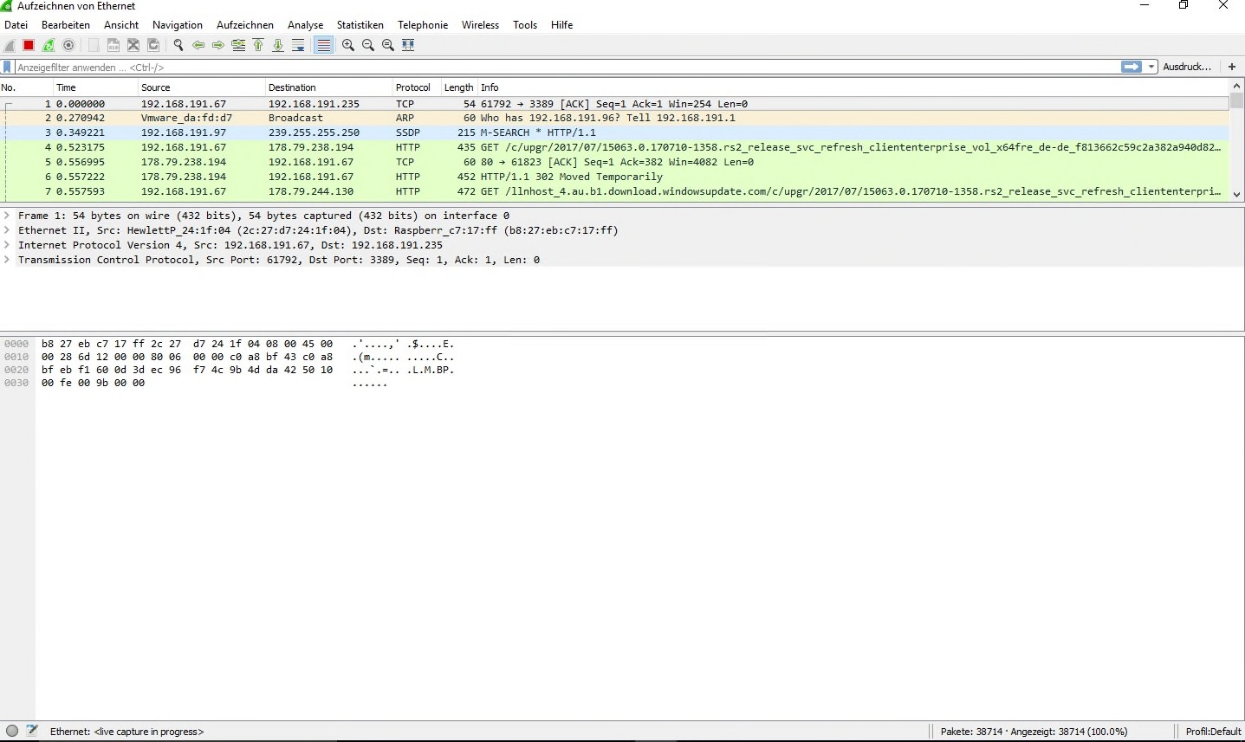 Aufzeichnen von Ethernet
Datei Bearbeiten Ansicht Navigation Aufzeichnen Analyse Statistiken Telephonie Wireless Tools Hilfe
Anzeigefilter anwenden ... <Ctrl-/> Ausdruck... +
No. Time Source Destination Protocol Length Info
1 0.000000 192.168.191.67 192.168.191.235 TCP 54 61792 → 3389 [ACK] Seq=1 Ack=1 Win=254 Len=0
2 0.270942 Vmware_da:fd:d7 Broadcast ARP 60 Who has 192.168.191.96? Tell 192.168.191.1
3 0.349221 192.168.191.97 239.255.255.250 SSDP 215 M-SEARCH * HTTP/1.1
4 0.523175 192.168.191.67 178.79.238.194 HTTP 435 GET /c/upgr/2017/07/15063.0.170710-1358.rs2_release_svc_refresh_cliententerprise_vol_x64fre_de-de_f813662c59c2a382a940d82…
5 0.556995 178.79.238.194 192.168.191.67 TCP 60 80 → 61823 [ACK] Seq=1 Ack=382 Win=4082 Len=0
6 0.557222 178.79.238.194 192.168.191.67 HTTP 452 HTTP/1.1 302 Moved Temporarily
7 0.557593 192.168.191.67 178.79.244.130 HTTP 472 GET /llnhost_4.au.b1.download.windowsupdate.com/c/upgr/2017/07/15063.0.170710-1358.rs2_release_svc_refresh_cliententerpri…
Frame 1: 54 bytes on wire (432 bits), 54 bytes captured (432 bits) on interface 0
Ethernet II, Src: HewlettP_24:1f:04 (2c:27:d7:24:1f:04), Dst: Raspberr_c7:17:ff (b8:27:eb:c7:17:ff)
Internet Protocol Version 4, Src: 192.168.191.67, Dst: 192.168.191.235
Transmission Control Protocol, Src Port: 61792, Dst Port: 3389, Seq: 1, Ack: 1, Len: 0
0000 b8 27 eb c7 17 ff 2c 27 d7 24 1f 04 08 00 45 00 .'....,' .$....E.
0010 00 28 6d 12 00 00 80 06 00 00 c0 a8 bf 43 c0 a8 .(m..... .....C..
0020 bf eb f1 60 0d 3d ec 96 f7 4c 9b 4d da 42 50 10 ...`.=.. .L.M.BP.
0030 00 fe 00 9b 00 00 ......
Ethernet: <live capture in progress> Pakete: 38714 · Angezeigt: 38714 (100.0%) Profil:Default